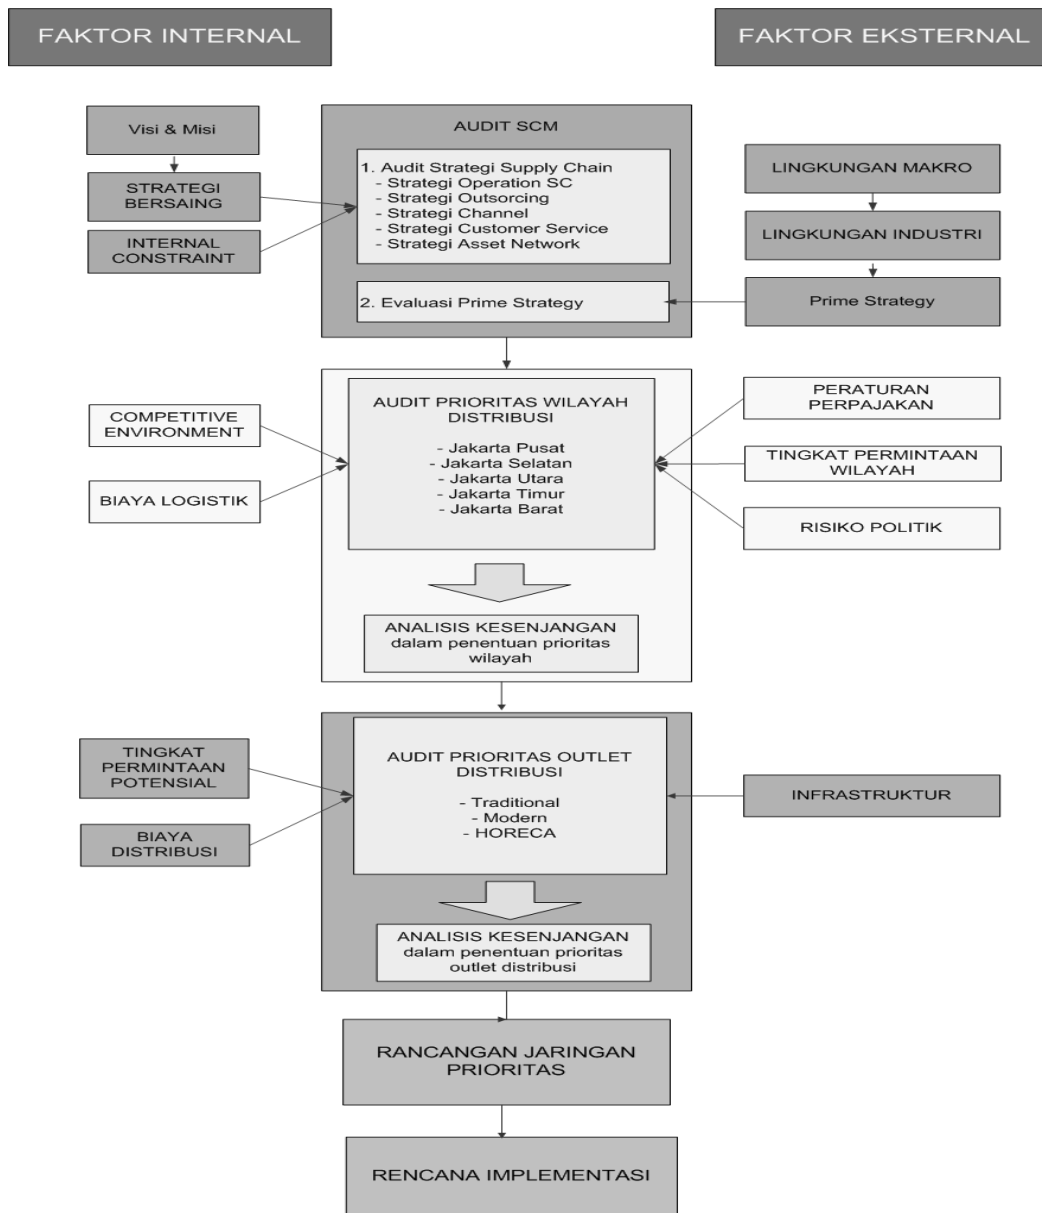 FAKTOR INTERNAL
FAKTOR EKSTERNAL
Visi & Misi
STRATEGI
BERSAING
INTERNAL
CONSTRAINT
AUDIT SCM
1. Audit Strategi Supply Chain
- Strategi Operation SC
- Strategi Outsorcing
- Strategi Channel
- Strategi Customer Service
- Strategi Asset Network
2. Evaluasi Prime Strategy
LINGKUNGAN MAKRO
LINGKUNGAN INDUSTRI
Prime Strategy
COMPETITIVE
ENVIRONMENT
BIAYA LOGISTIK
AUDIT PRIORITAS WILAYAH
DISTRIBUSI
- Jakarta Pusat
- Jakarta Selatan
- Jakarta Utara
- Jakarta Timur
- Jakarta Barat
ANALISIS KESENJANGAN
dalam penentuan prioritas
wilayah
PERATURAN
PERPAJAKAN
TINGKAT PERMINTAAN
WILAYAH
RISIKO POLITIK
TINGKAT
PERMINTAAN
POTENSIAL
BIAYA
DISTRIBUSI
AUDIT PRIORITAS OUTLET
DISTRIBUSI
- Traditional
- Modern
- HORECA
ANALISIS KESENJANGAN
dalam penentuan prioritas
outlet distribusi
INFRASTRUKTUR
RANCANGAN JARINGAN
PRIORITAS
RENCANA IMPLEMENTASI